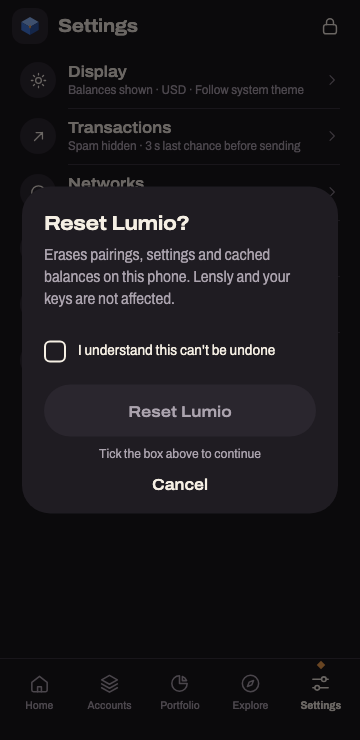 Settings
Display
Balances shown · USD · Follow system theme
Transactions
Spam hidden · 3 s last chance before sending
Networks
Reset Lumio?
Erases pairings, settings and cached
balances on this phone. Lensly and your
keys are not affected.
I understand this can't be undone
Reset Lumio
Tick the box above to continue
Cancel
Home
Accounts
Portfolio
Explore
Settings